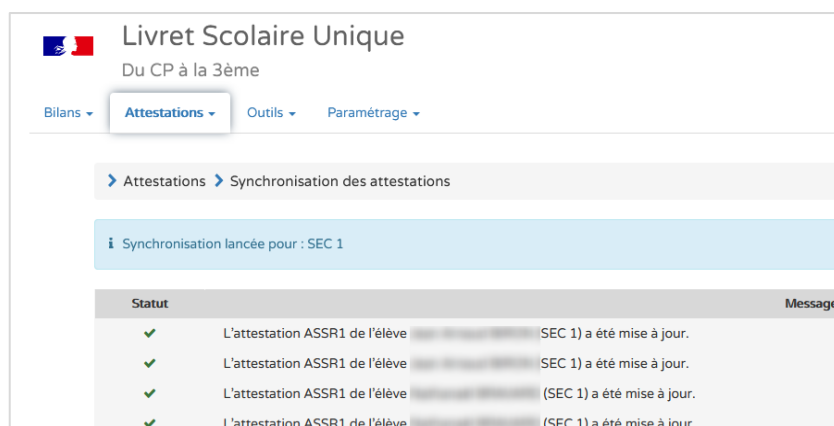 Livret Scolaire Unique
Du CP à la 3ème
Bilans Attestations Outils Paramétrage
Attestations Synchronisation des attestations
i Synchronisation lancée pour : SEC 1
Statut Message
L'attestation ASSR1 de l'élève SEC 1) a été mise à jour.
L'attestation ASSR1 de l'élève SEC 1) a été mise à jour.
L'attestation ASSR1 de l'élève (SEC 1) a été mise à jour.
L'attestation ASSR1 de l'élève (SEC 1) a été mise à jour.